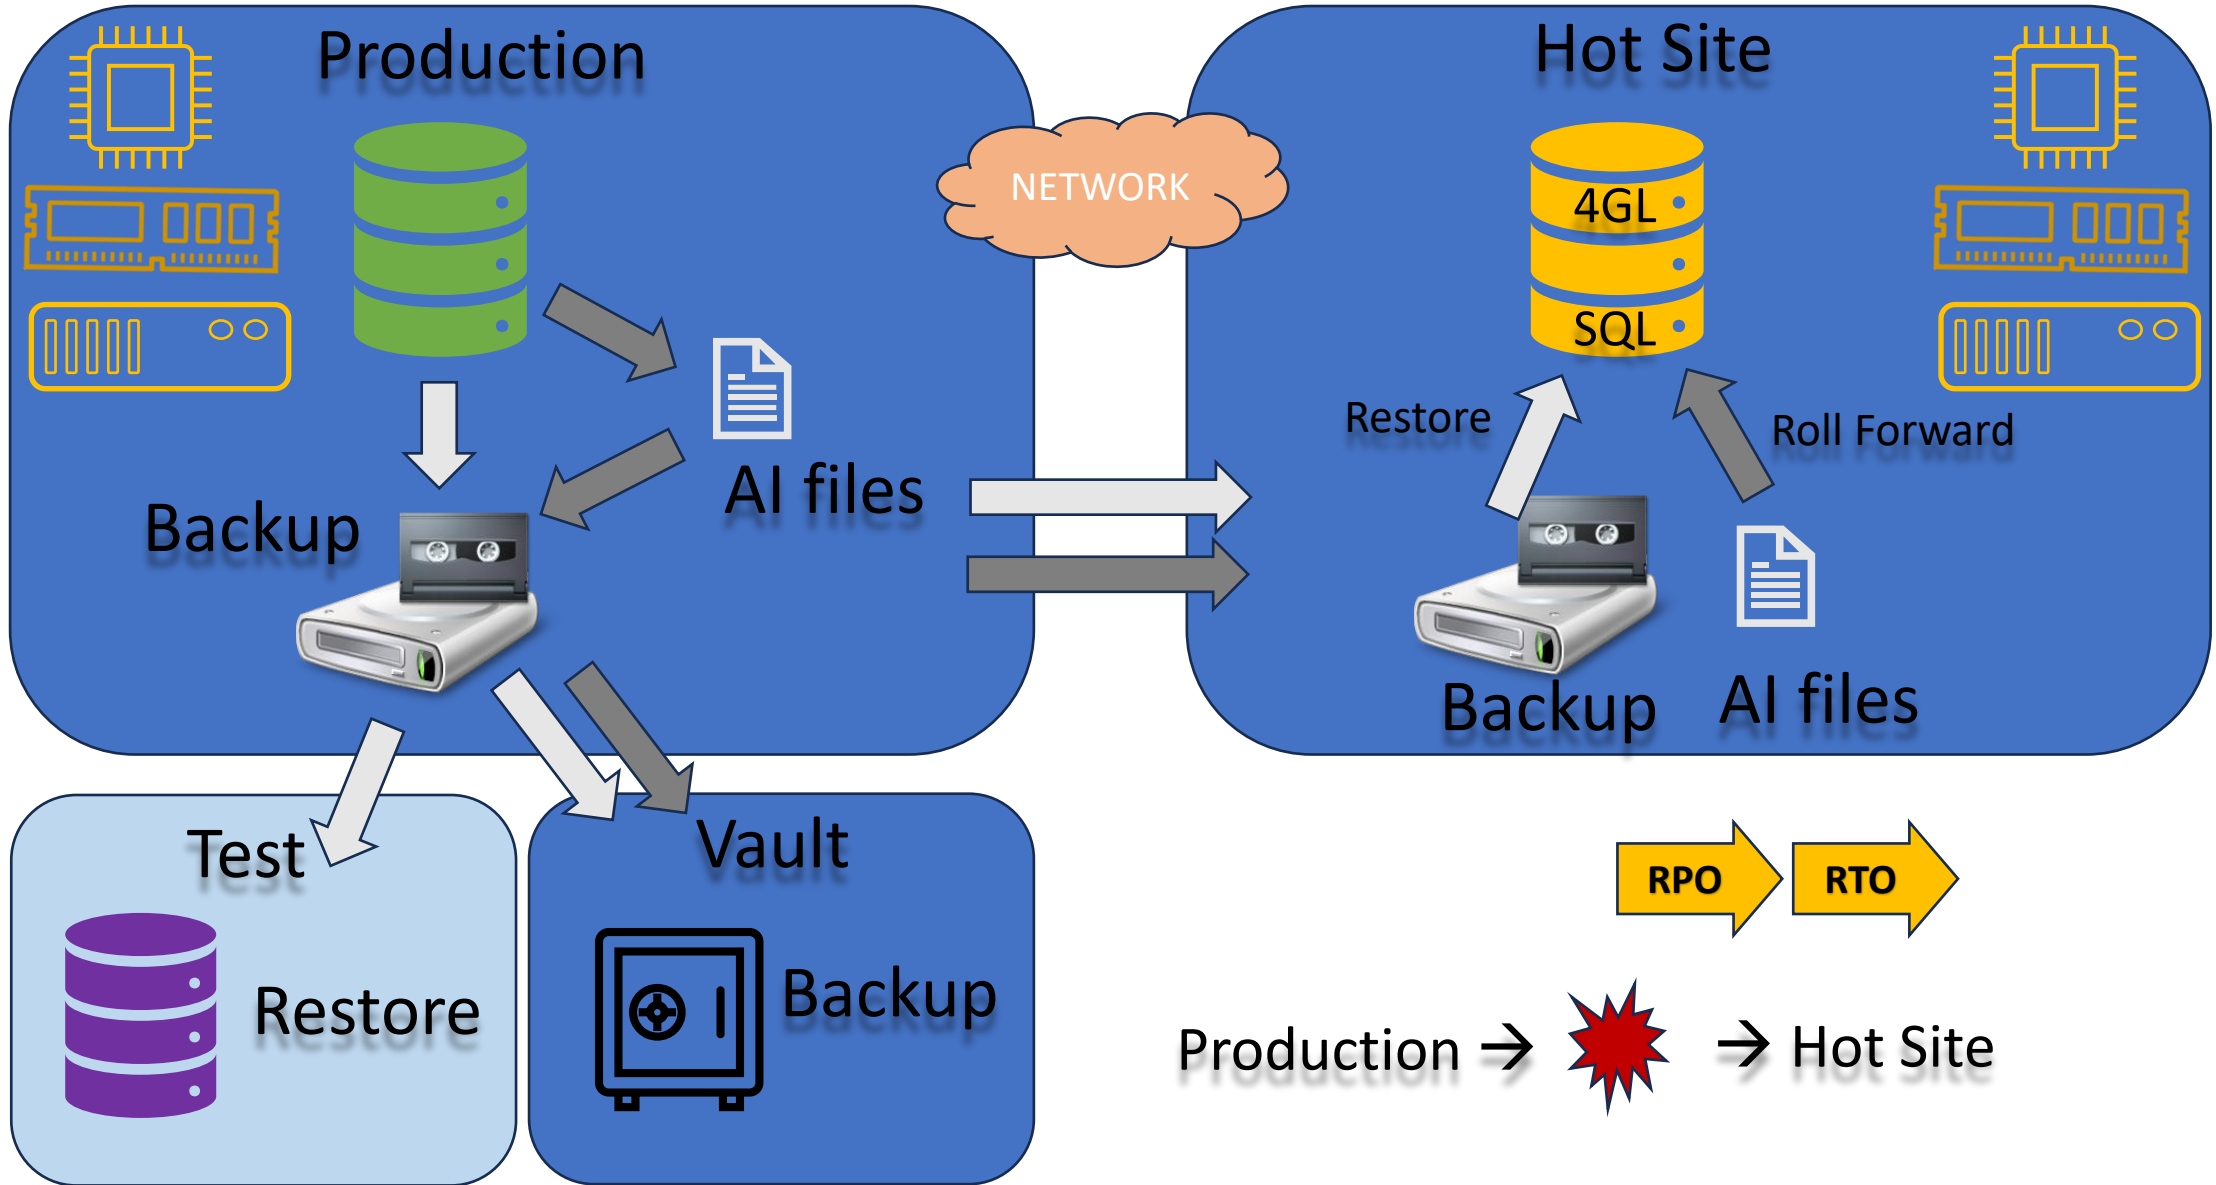 Production
Hot Site
NETWORK
4GL
SQL
Restore
Roll Forward
AI files
Backup
Backup
AI files
Test
Restore
Vault
Backup
RPO
RTO
Production → → Hot Site